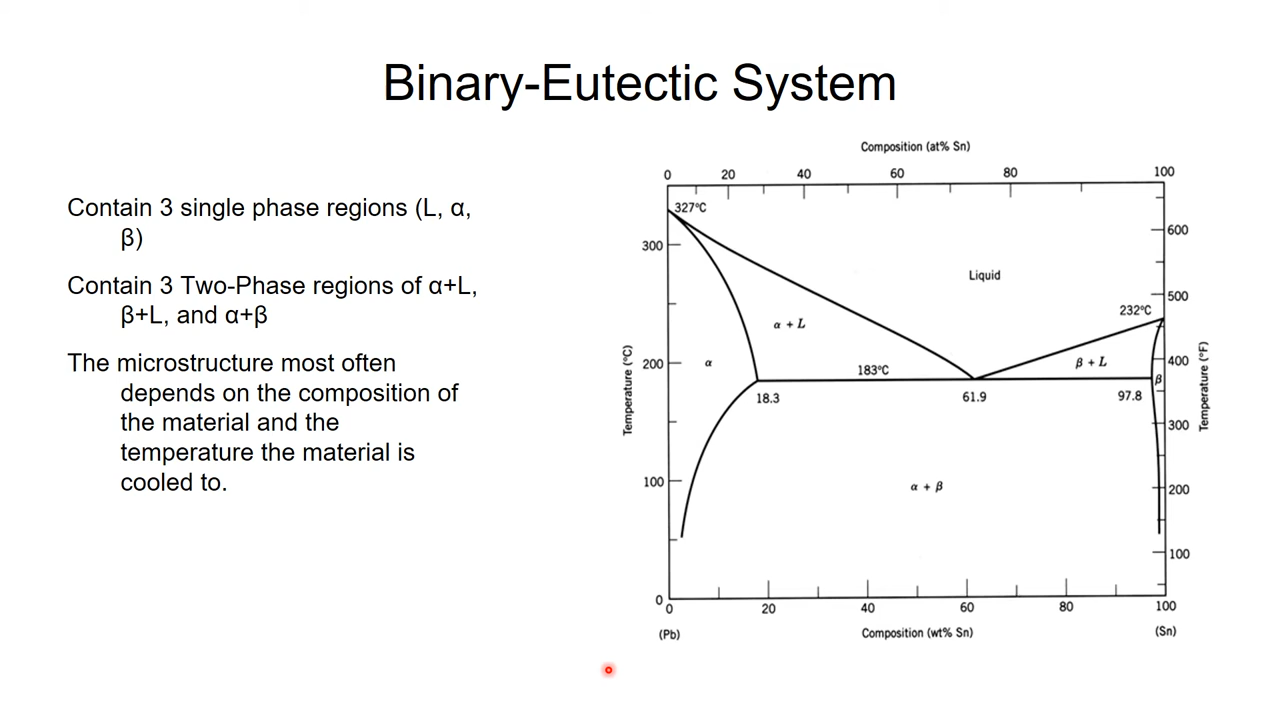 Binary-Eutectic System
Contain 3 single phase regions (L, α,
β)
Contain 3 Two-Phase regions of α+L,
β+L, and α+β
The microstructure most often
depends on the composition of
the material and the
temperature the material is
cooled to.
Composition (at% Sn)
0 20 40 60 80 100
327°C
300
600
Liquid
500
232°C
α + L
β + L
α
200
183°C
400
β
18.3
61.9
97.8
Temperature (°C)
Temperature (°F)
300
100
α + β
200
100
0
0 20 40 60 80 100
(Pb)
Composition (wt% Sn)
(Sn)